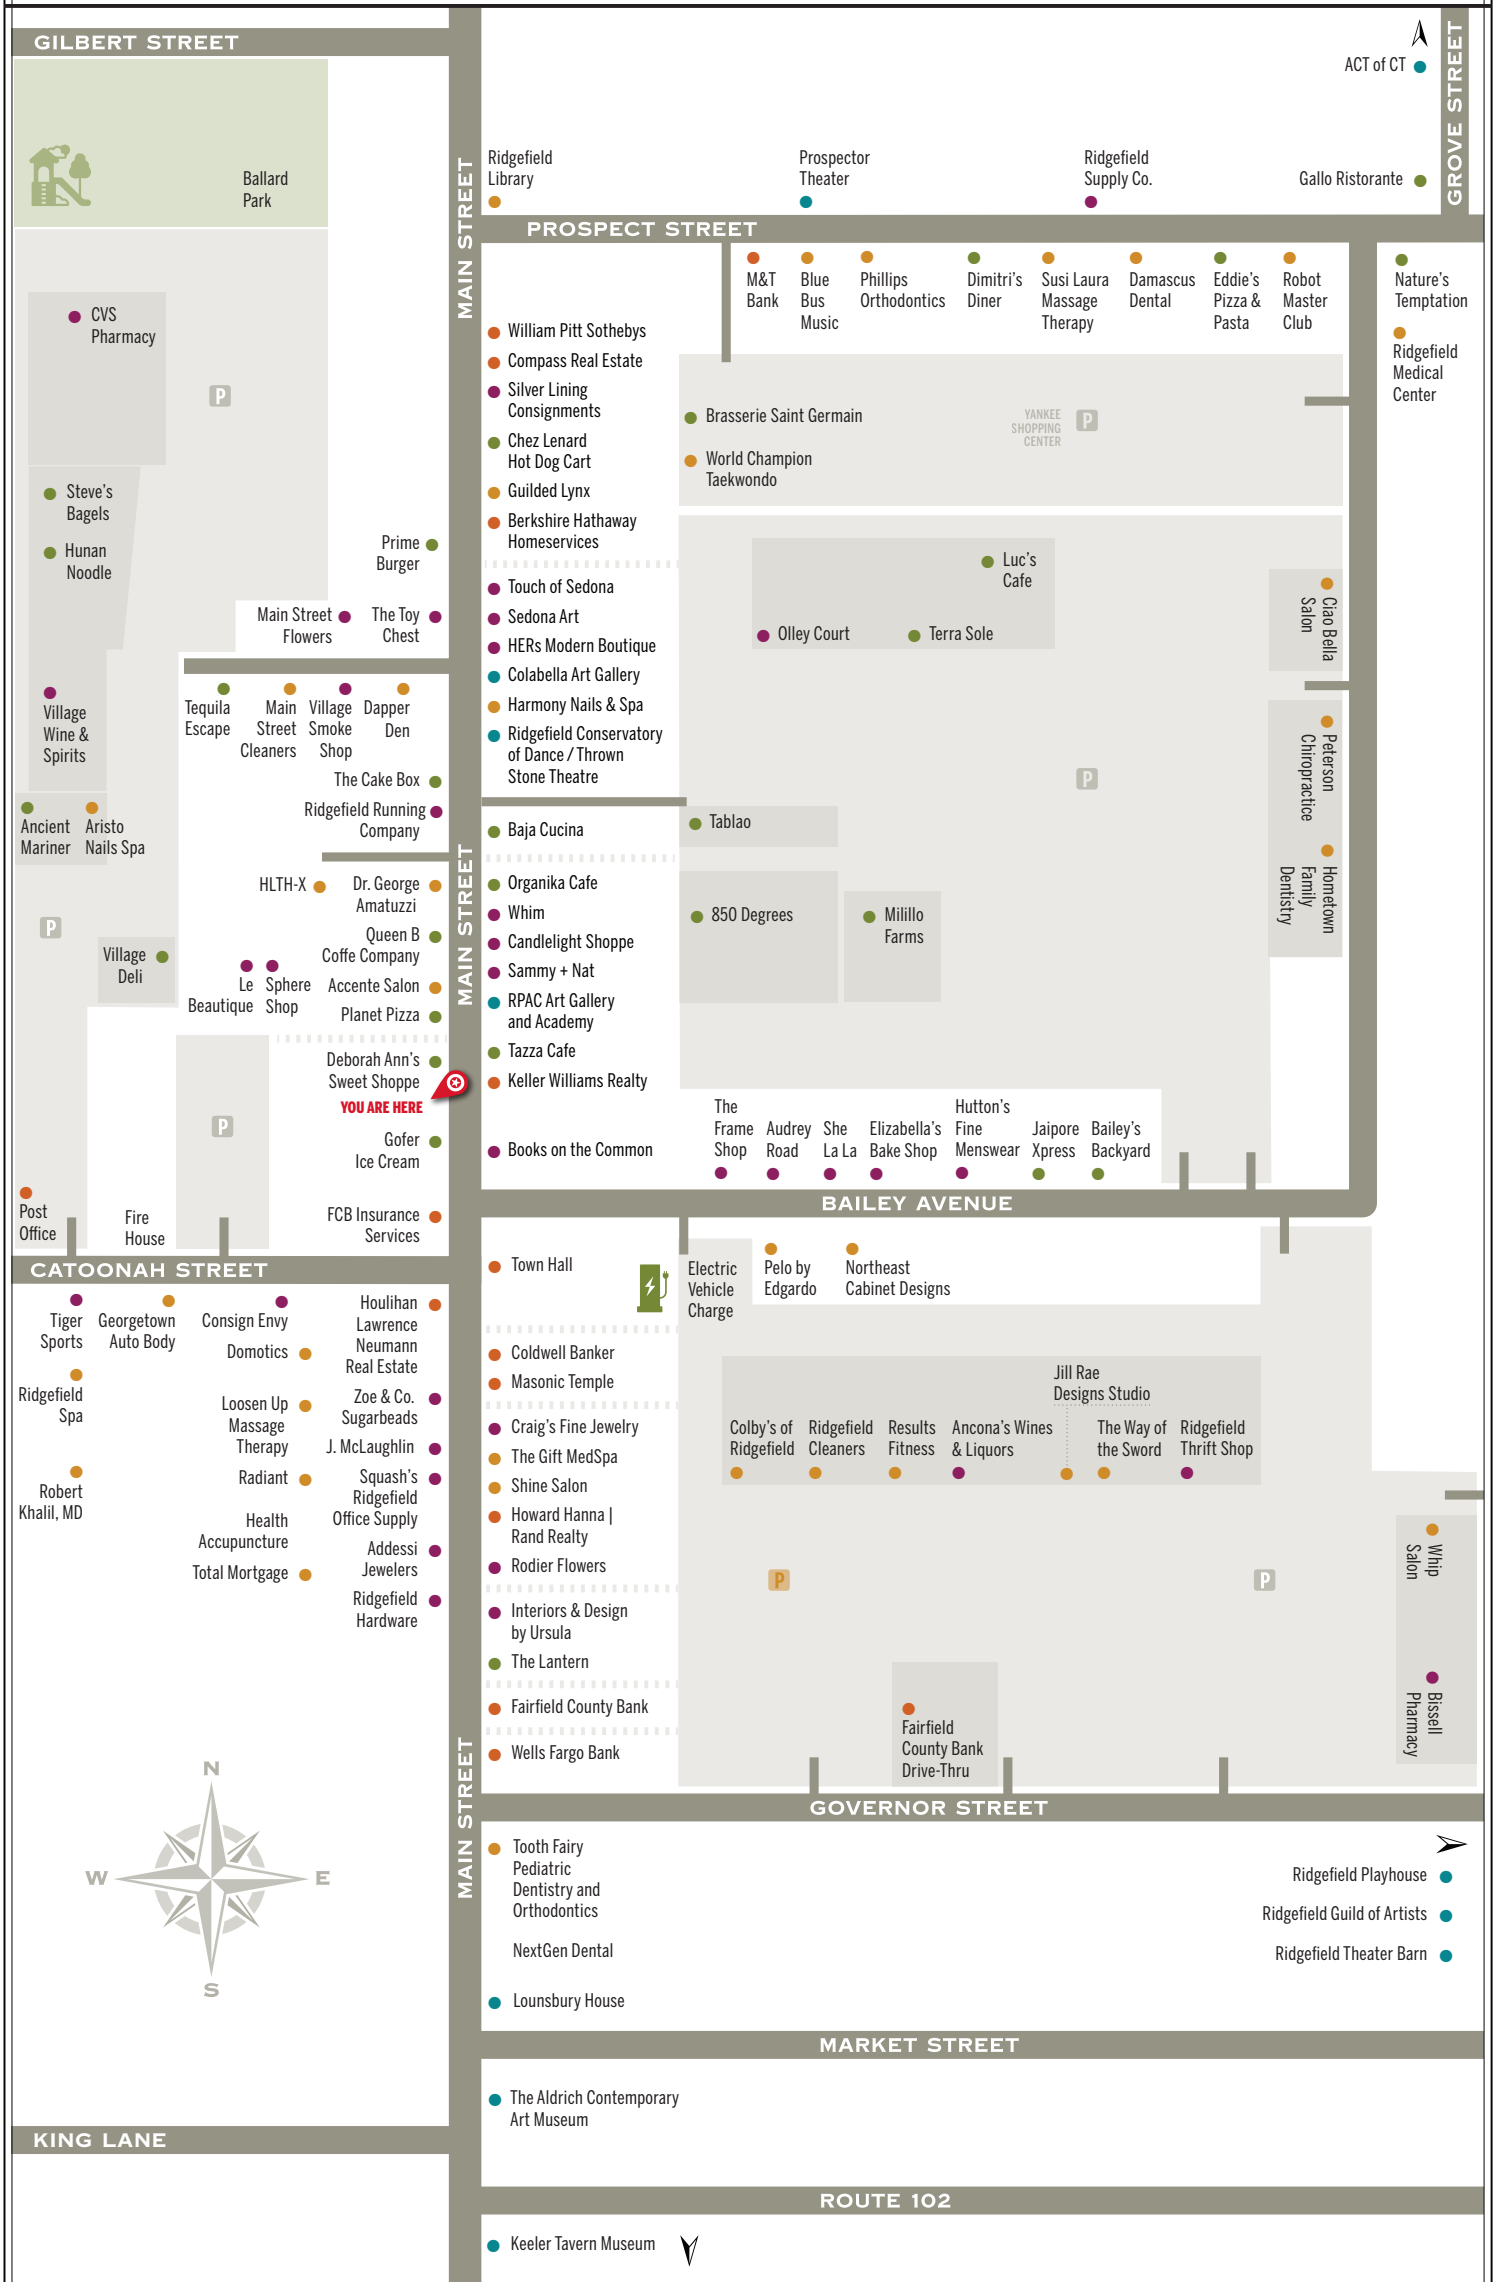 GILBERT STREET
MAIN STREET
GROVE STREET
ACT of CT
Ballard
Park
Ridgefield
Library
Prospector
Theater
Ridgefield
Supply Co.
Gallo Ristorante
PROSPECT STREET
M&T
Bank
Blue
Bus
Music
Phillips
Orthodontics
Dimitri's
Diner
Susi Laura
Massage
Therapy
Damascus
Dental
Eddie's
Pizza &
Pasta
Robot
Master
Club
Nature's
Temptation
Ridgefield
Medical
Center
CVS
Pharmacy
P
Steve's
Bagels
Hunan
Noodle
Prime
Burger
Main Street
Flowers
The Toy
Chest
Village
Wine &
Spirits
Tequila
Escape
Main
Street
Cleaners
Village
Smoke
Shop
Dapper
Den
The Cake Box
Ridgefield Running
Company
Ancient
Mariner
Aristo
Nails Spa
HLTH-X
Dr. George
Amatuzzi
Queen B
Coffe Company
P
Village
Deli
Le
Beautique
Sphere
Shop
Accente Salon
Planet Pizza
Deborah Ann's
Sweet Shoppe
YOU ARE HERE
P
Gofer
Ice Cream
Post
Office
Fire
House
FCB Insurance
Services
William Pitt Sothebys
Compass Real Estate
Silver Lining
Consignments
Chez Lenard
Hot Dog Cart
Guilded Lynx
Berkshire Hathaway
Homeservices
Touch of Sedona
Sedona Art
HERs Modern Boutique
Colabella Art Gallery
Harmony Nails & Spa
Ridgefield Conservatory
of Dance / Thrown
Stone Theatre
Baja Cucina
MAIN STREET
Organika Cafe
Whim
Candlelight Shoppe
Sammy + Nat
RPAC Art Gallery
and Academy
Tazza Cafe
Keller Williams Realty
Books on the Common
Brasserie Saint Germain
World Champion
Taekwondo
YANKEE
SHOPPING
CENTER
P
Luc's
Cafe
Olley Court
Terra Sole
Ciao Bella
Salon
P
Peterson
Chiropractice
Hometown
Family
Dentistry
Tablao
850 Degrees
Milillo
Farms
The
Frame
Shop
Audrey
Road
She
La La
Elizabella's
Bake Shop
Hutton's
Fine
Menswear
Jaipore
Xpress
Bailey's
Backyard
BAILEY AVENUE
CATOONAH STREET
Tiger
Sports
Georgetown
Auto Body
Consign Envy
Domotics
Houlihan
Lawrence
Neumann
Real Estate
Ridgefield
Spa
Loosen Up
Massage
Therapy
Zoe & Co.
Sugarbeads
J. McLaughlin
Radiant
Squash's
Ridgefield
Office Supply
Robert
Khalil, MD
Health
Accupuncture
Addessi
Jewelers
Total Mortgage
Ridgefield
Hardware
Town Hall
Electric
Vehicle
Charge
Pelo by
Edgardo
Northeast
Cabinet Designs
Coldwell Banker
Masonic Temple
Craig's Fine Jewelry
The Gift MedSpa
Shine Salon
Howard Hanna |
Rand Realty
Rodier Flowers
Interiors & Design
by Ursula
The Lantern
Fairfield County Bank
Wells Fargo Bank
Jill Rae
Designs Studio
Colby's of
Ridgefield
Ridgefield
Cleaners
Results
Fitness
Ancona's Wines
& Liquors
The Way of
the Sword
Ridgefield
Thrift Shop
P
P
Whip
Salon
Bissell
Pharmacy
Fairfield
County Bank
Drive-Thru
MAIN STREET
GOVERNOR STREET
N
W
E
S
Tooth Fairy
Pediatric
Dentistry and
Orthodontics
NextGen Dental
Lounsbury House
Ridgefield Playhouse
Ridgefield Guild of Artists
Ridgefield Theater Barn
MARKET STREET
The Aldrich Contemporary
Art Museum
KING LANE
ROUTE 102
Keeler Tavern Museum